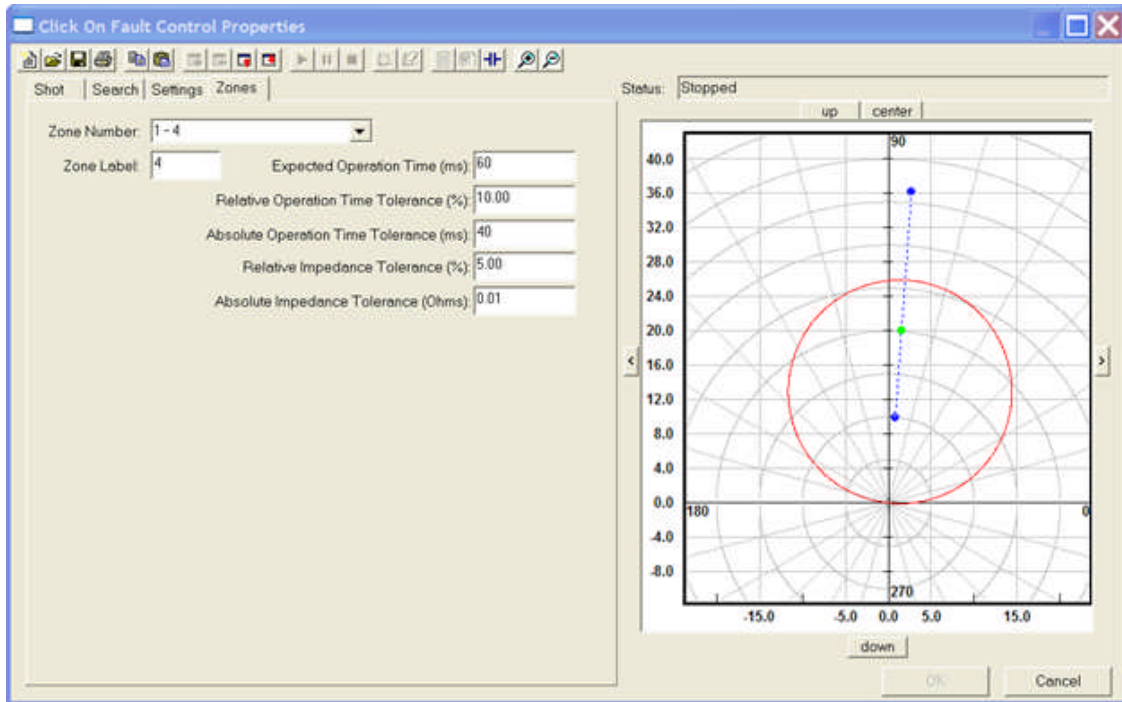 Click On Fault Control Properties
Shot Search Settings Zones
Status: Stopped
Zone Number: 1 - 4
Zone Label: 4
Expected Operation Time (ms): 60
Relative Operation Time Tolerance (%): 10.00
Absolute Operation Time Tolerance (ms): 40
Relative Impedance Tolerance (%): 5.00
Absolute Impedance Tolerance (Ohms): 0.01
up center
90
40.0
36.0
32.0
28.0
24.0
20.0
< 16.0 >
12.0
8.0
4.0
0.0
180 0
-4.0
-8.0
270
-15.0 -5.0 0.0 5.0 15.0
down
OK Cancel